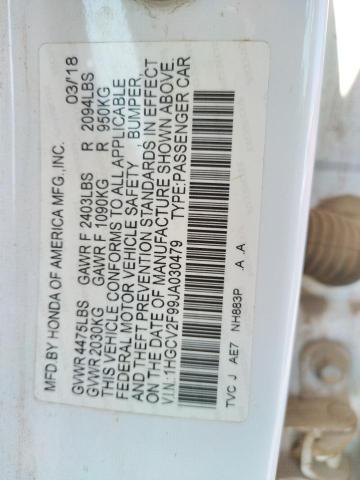 MFD.BY HONDA OF AMERICA MFG.,INC. 03/18
GVWR 4475LBS GAWR F 2403LBS R 2094LBS
GVWR 2030KG GAWR F 1090KG R 950KG
THIS VEHICLE CONFORMS TO ALL APPLICABLE
FEDERAL MOTOR VEHICLE SAFETY BUMPER,
AND THEFT PREVENTION STANDARDS IN EFFECT
ON THE DATE OF MANUFACTURE SHOWN ABOVE.
V.I.N. 1HGCV2F99JA030479 TYPE:PASSENGER CAR
TVC J AE7 NH883P .A .A